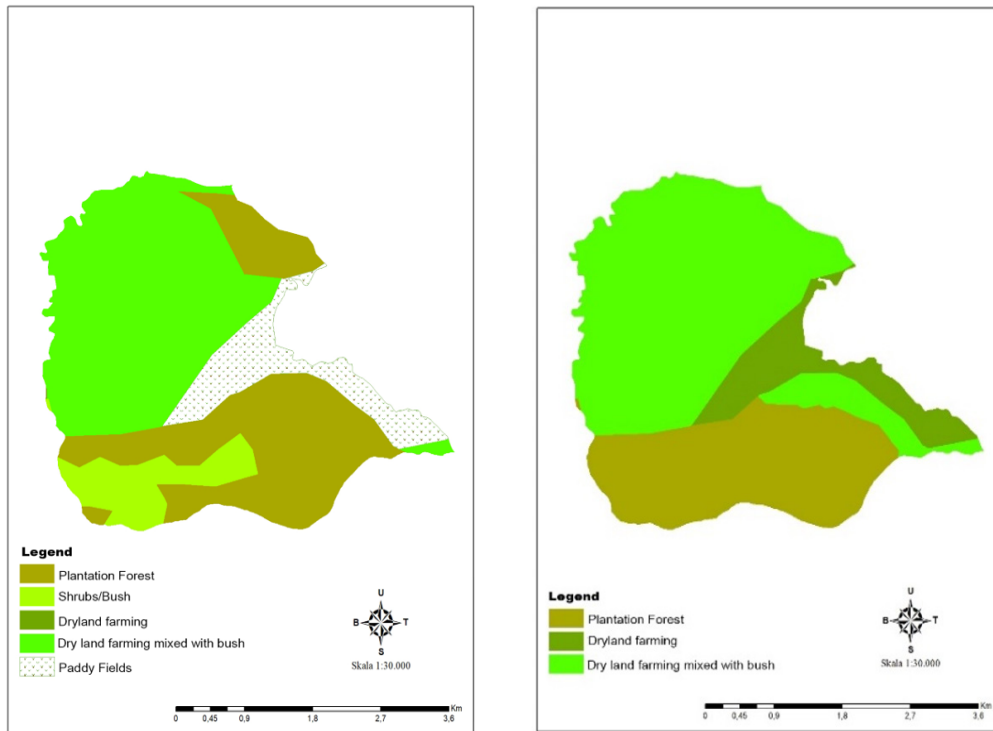 Legend
Plantation Forest
Shrubs/Bush
Dryland farming
Dry land farming mixed with bush
Paddy Fields
U
B T
S
Skala 1:30.000
Km
0 0,45 0,9 1,8 2,7 3,6
Legend
Plantation Forest
Dryland farming
Dry land farming mixed with bush
U
B T
S
Skala 1:30.000
Km
0 0,45 0,9 1,8 2,7 3,6